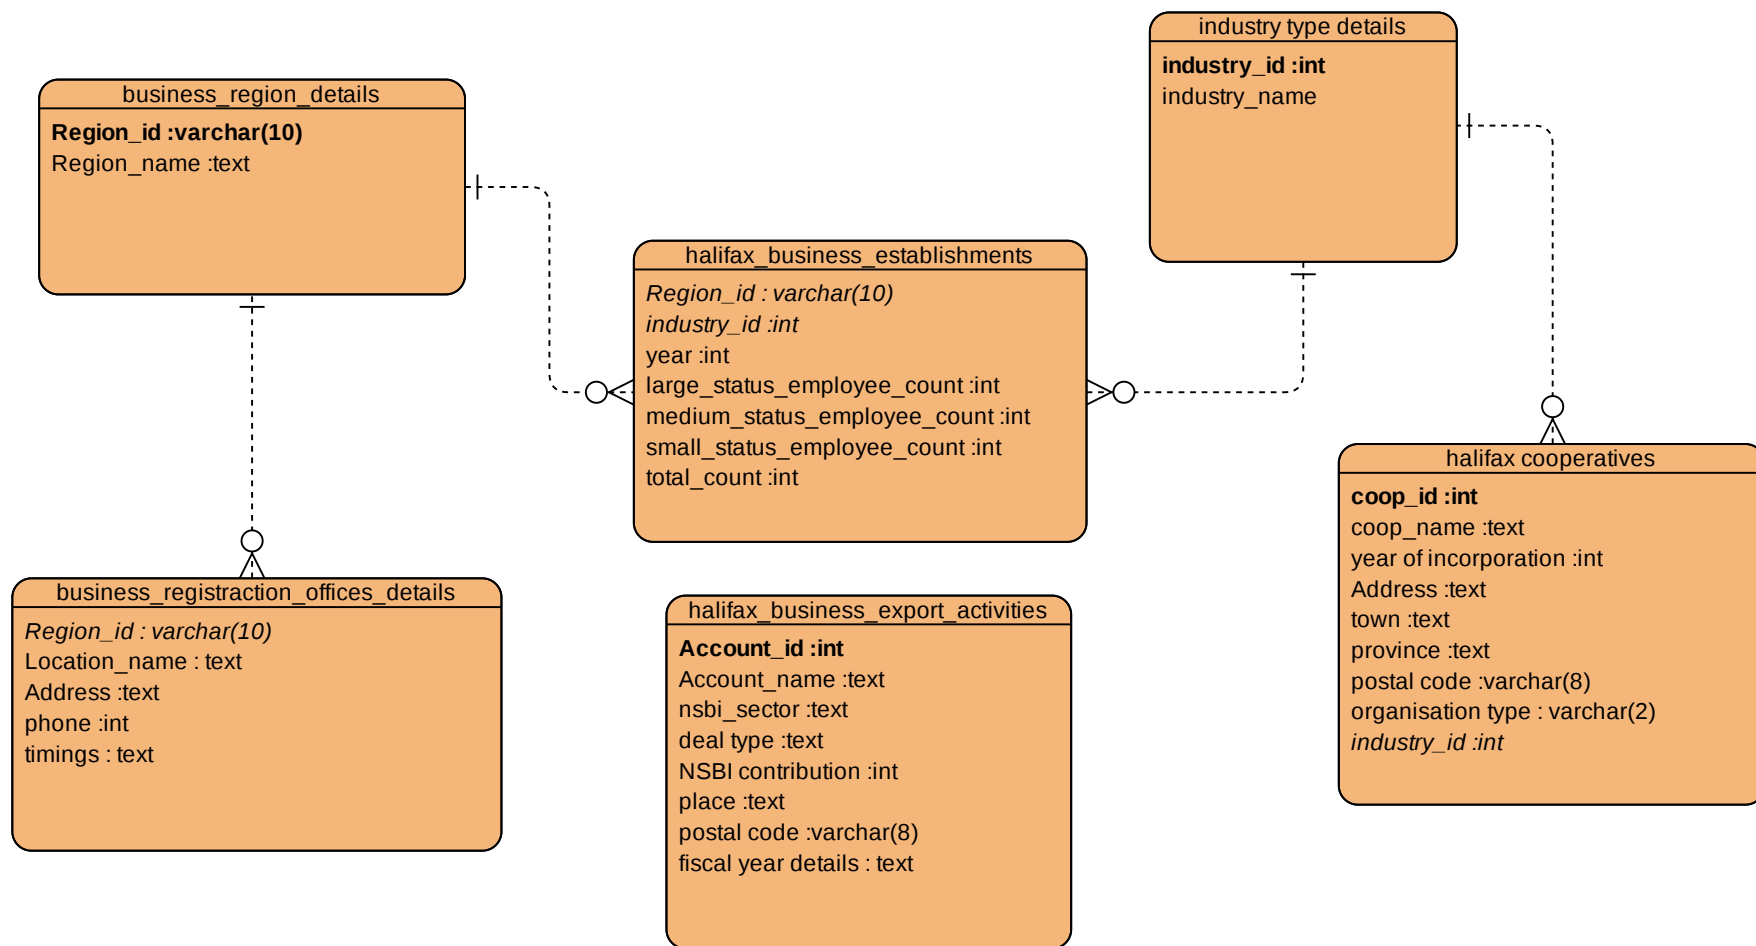 industry type details
industry_id :int
industry_name
business_region_details
Region_id :varchar(10)
Region_name :text
halifax_business_establishments
Region_id : varchar(10)
industry_id :int
year :int
large_status_employee_count :int
medium_status_employee_count :int
small_status_employee_count :int
total_count :int
halifax cooperatives
coop_id :int
coop_name :text
year of incorporation :int
Address :text
town :text
province :text
postal code :varchar(8)
organisation type : varchar(2)
industry_id :int
business_registraction_offices_details
Region_id : varchar(10)
Location_name : text
Address :text
phone :int
timings : text
halifax_business_export_activities
Account_id :int
Account_name :text
nsbi_sector :text
deal type :text
NSBI contribution :int
place :text
postal code :varchar(8)
fiscal year details : text